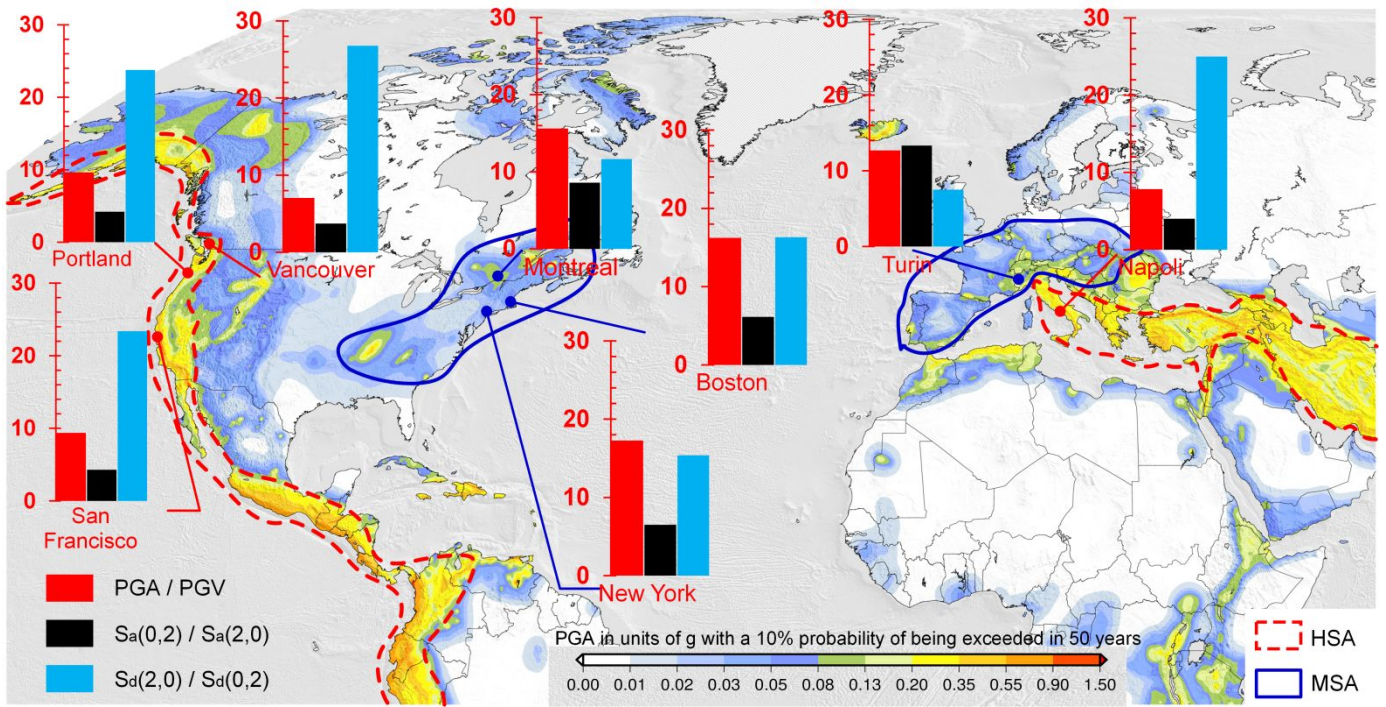 30
20
10
0
Portland
30
20
10
0
Vancouver
30
20
10
0
Montreal
30
20
10
0
Boston
30
20
10
0
Turin
30
20
10
0
Napoli
30
20
10
0
San
Francisco
30
20
10
0
New York
PGA / PGV
Sa(0,2) / Sa(2,0)
Sd(2,0) / Sd(0,2)
PGA in units of g with a 10% probability of being exceeded in 50 years
0.00 0.01 0.02 0.03 0.05 0.08 0.13 0.20 0.35 0.55 0.90 1.50
HSA
MSA